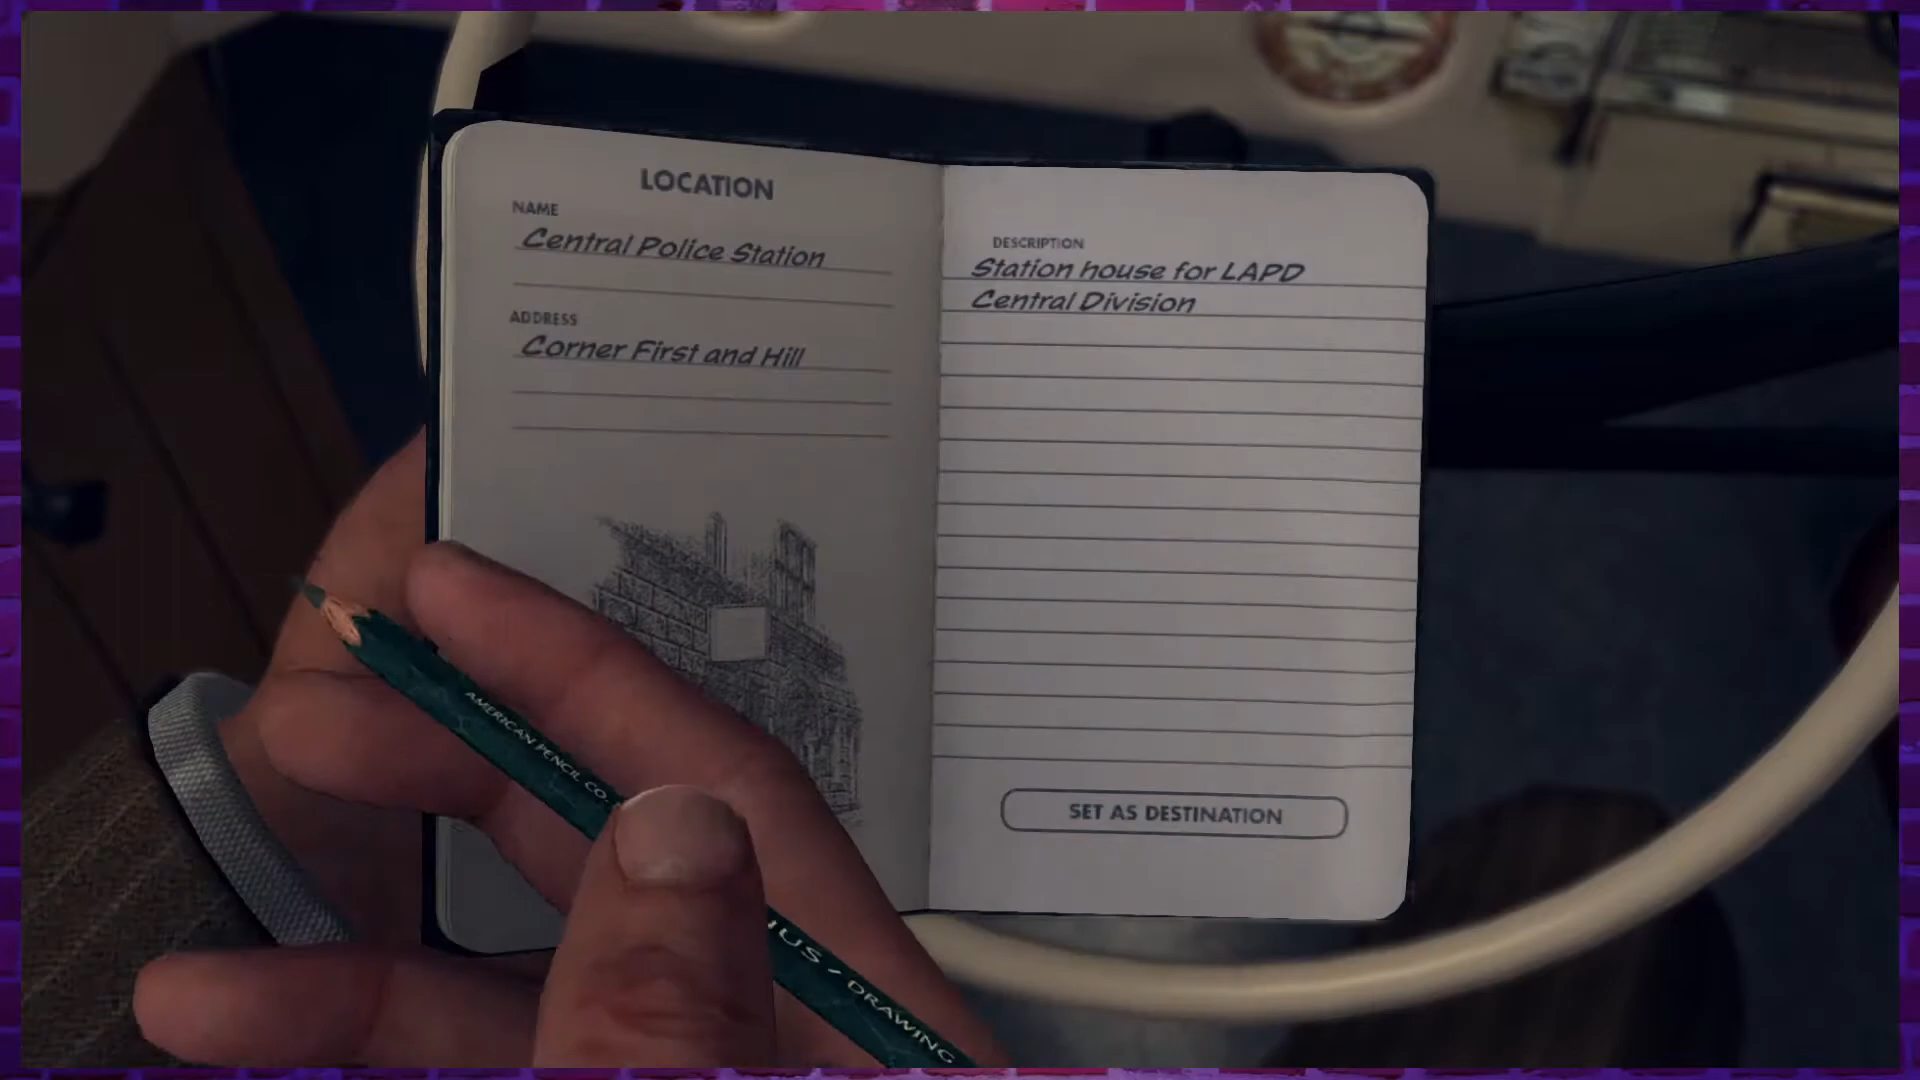 LOCATION
NAME
Central Police Station
ADDRESS
Corner First and Hill
DESCRIPTION
Station house for LAPD
Central Division
SET AS DESTINATION
AMERICAN PENCIL CO.
DRAWING